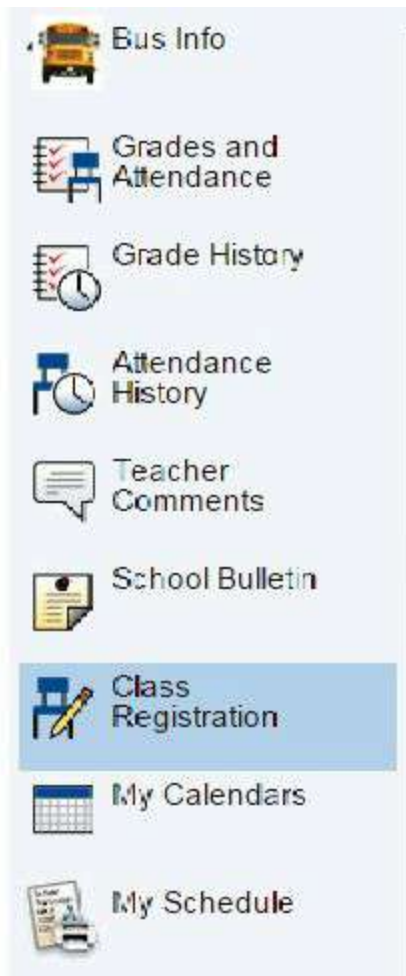 Bus Info
Grades and
Attendance
Grade History
Attendance
History
Teacher
Comments
School Bulletin
Class
Registration
My Calendars
My Schedule